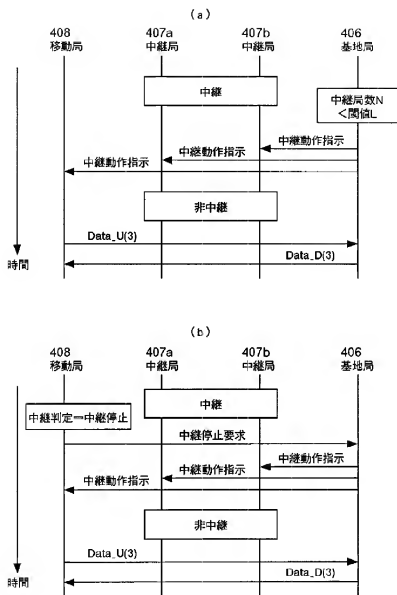 (a)
408 407a 407b 406
移動局 中継局 中継局 基地局
中継
中継局数N
<閾値L
中継動作指示
中継動作指示
中継動作指示
非中継
Data_U(3)
Data_D(3)
時間
(b)
408 407a 407b 406
移動局 中継局 中継局 基地局
中継判定=中継停止
中継
中継停止要求
中継動作指示
中継動作指示
中継動作指示
非中継
Data_U(3)
Data_D(3)
時間